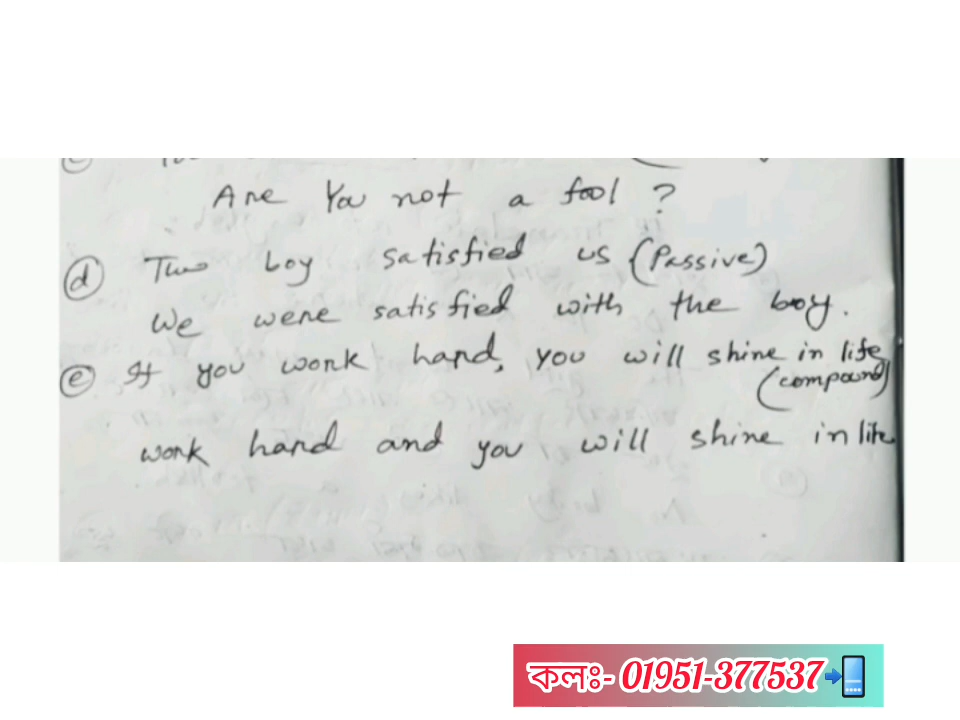 Are You not a fool?
(d) The boy satisfied us (Passive)
We were satisfied with the boy.
(e) If you work hard, you will shine in life
(compound)
work hard and you will shine in life
কলঃ- 01951-377537